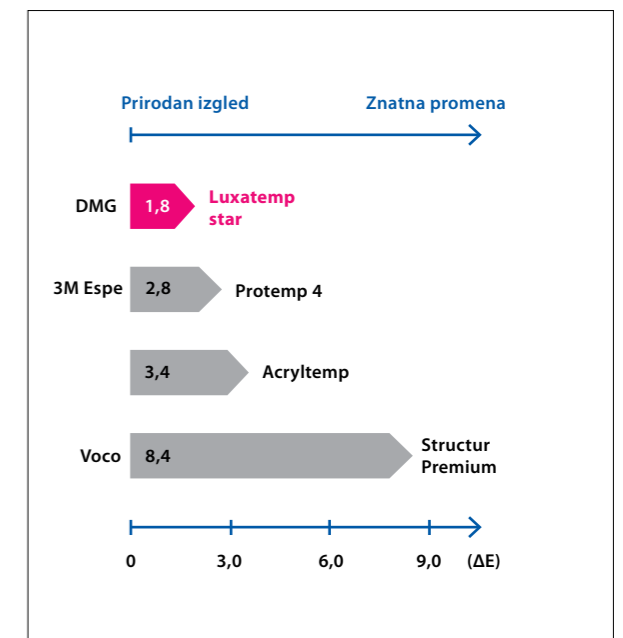 Prirodan izgled Znatna promena
DMG 1,8 Luxatemp
star
3M Espe 2,8 Protemp 4
3,4 Acryltemp
Voco 8,4 Structur
Premium
0 3,0 6,0 9,0 (ΔE)